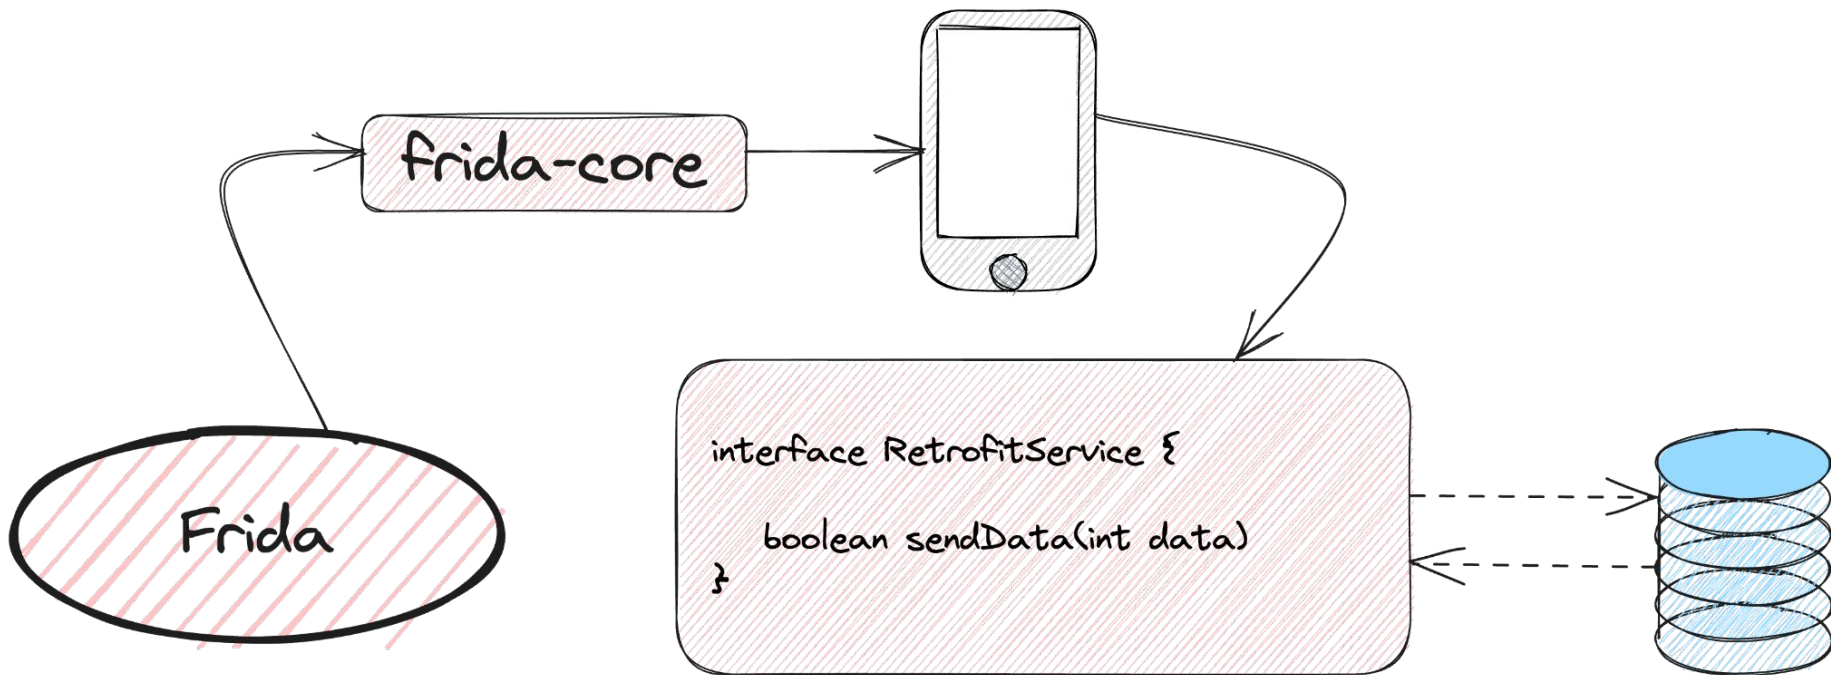 frida-core
Frida
interface RetrofitService {
boolean sendData(int data)
}